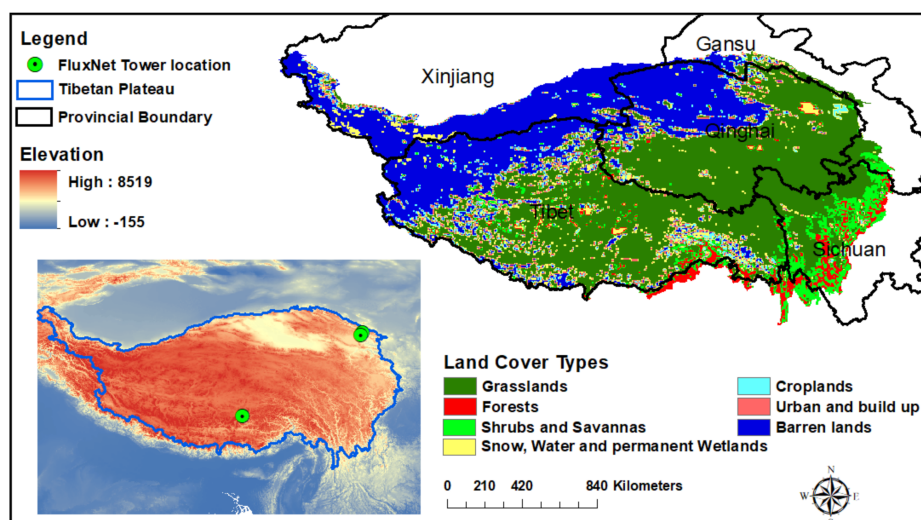 Legend
FluxNet Tower location
Tibetan Plateau
Provincial Boundary
Elevation
High : 8519
Low : -155
Gansu
Xinjiang
Qinghai
Tibet
Sichuan
Land Cover Types
Grasslands
Forests
Shrubs and Savannas
Snow, Water and permanent Wetlands
Croplands
Urban and build up
Barren lands
0 210 420 840 Kilometers
N
W E
S